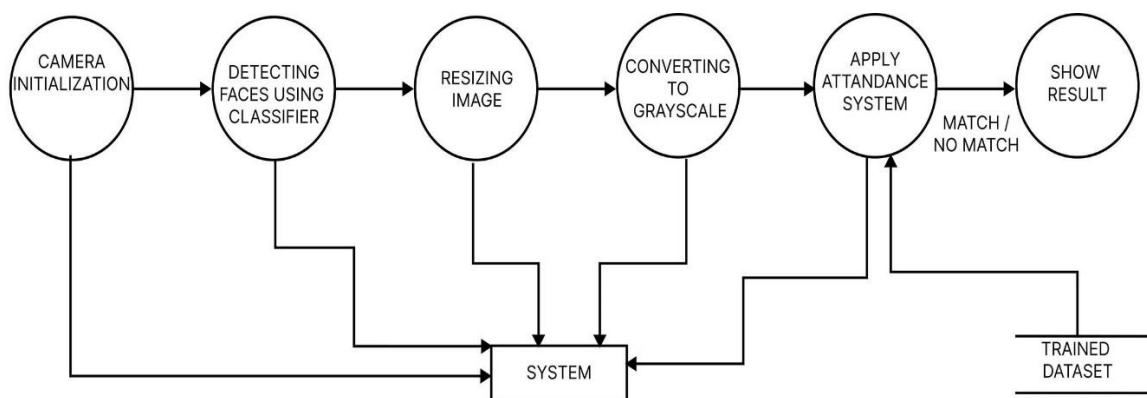 CAMERA
INITIALIZATION
DETECTING
FACES USING
CLASSIFIER
RESIZING
IMAGE
CONVERTING
TO
GRAYSCALE
APPLY
ATTANDANCE
SYSTEM
SHOW
RESULT
MATCH /
NO MATCH
SYSTEM
TRAINED
DATASET